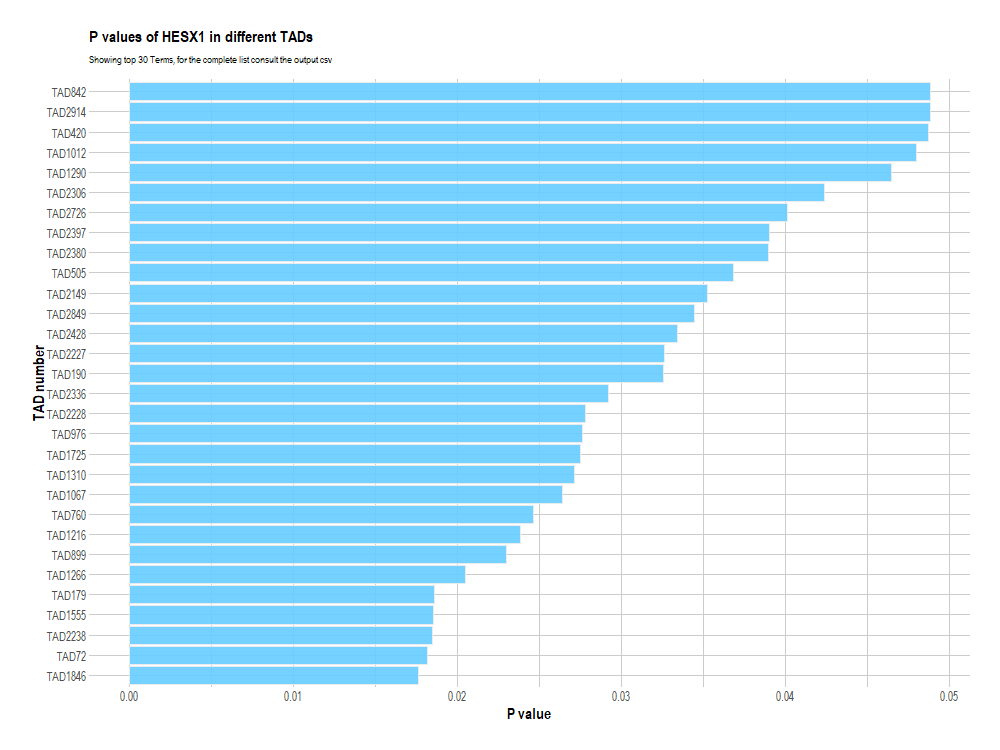 P values of HESX1 in different TADs
Showing top 30 Terms, for the complete list consult the output csv
TAD842
TAD2914
TAD420
TAD1012
TAD1290
TAD2306
TAD2726
TAD2397
TAD2380
TAD505
TAD2149
TAD2849
TAD2428
TAD2227
TAD190
TAD2336
TAD2228
TAD976
TAD1725
TAD1310
TAD1067
TAD760
TAD1216
TAD899
TAD1266
TAD179
TAD1555
TAD2238
TAD72
TAD1846
TAD number
0.00 0.01 0.02 0.03 0.04 0.05
P value